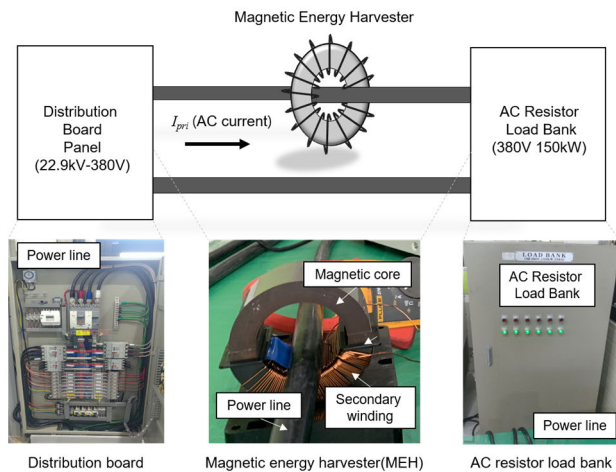 Magnetic Energy Harvester
Distribution
Board
Panel
(22.9kV-380V)
I_pri (AC current)
AC Resistor
Load Bank
(380V 150kW)
Power line
Magnetic core
Power line
Secondary
winding
LOAD BANK
AC Resistor
Load Bank
Power line
Distribution board
Magnetic energy harvester(MEH)
AC resistor load bank